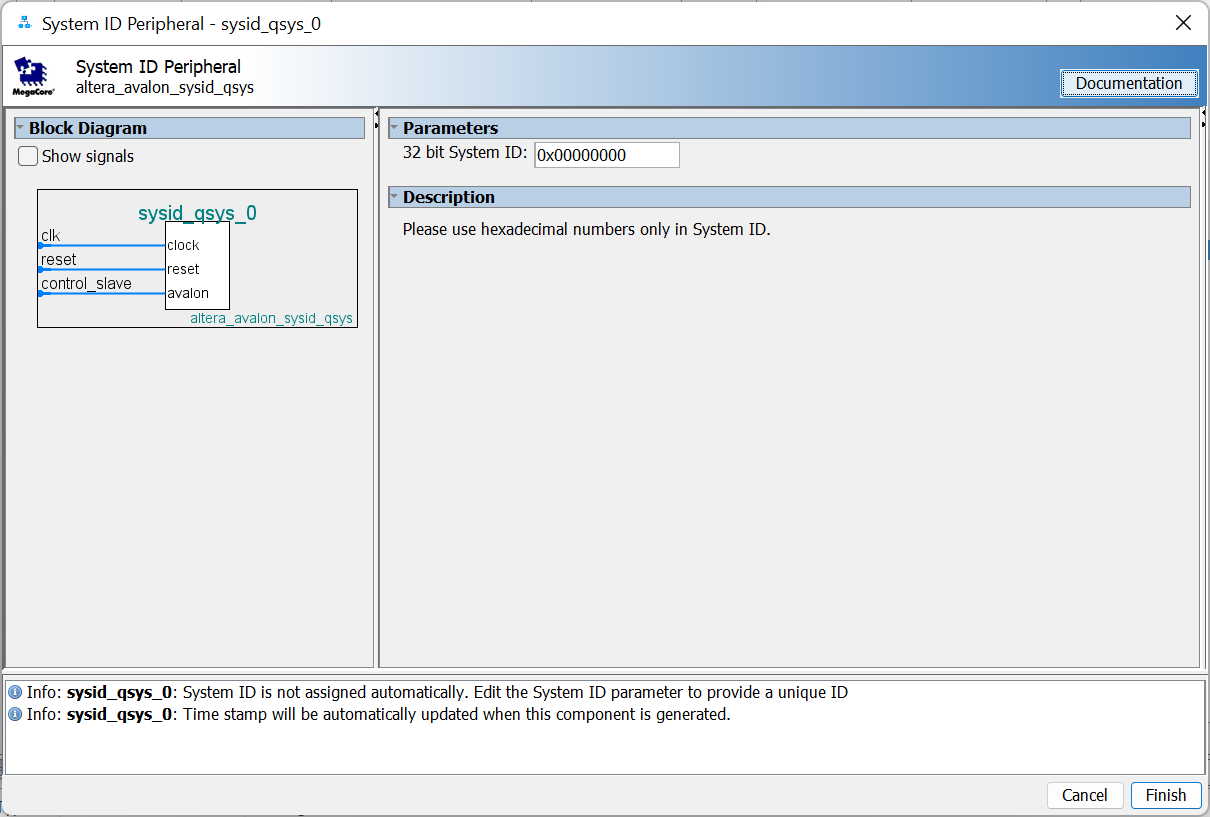 System ID Peripheral - sysid_qsys_0
MegaCore®
System ID Peripheral
altera_avalon_sysid_qsys
Documentation
Block Diagram
Show signals
sysid_qsys_0
clk
clock
reset
reset
control_slave
avalon
altera_avalon_sysid_qsys
Parameters
32 bit System ID: 0x00000000
Description
Please use hexadecimal numbers only in System ID.
Info: sysid_qsys_0: System ID is not assigned automatically. Edit the System ID parameter to provide a unique ID
Info: sysid_qsys_0: Time stamp will be automatically updated when this component is generated.
Cancel Finish